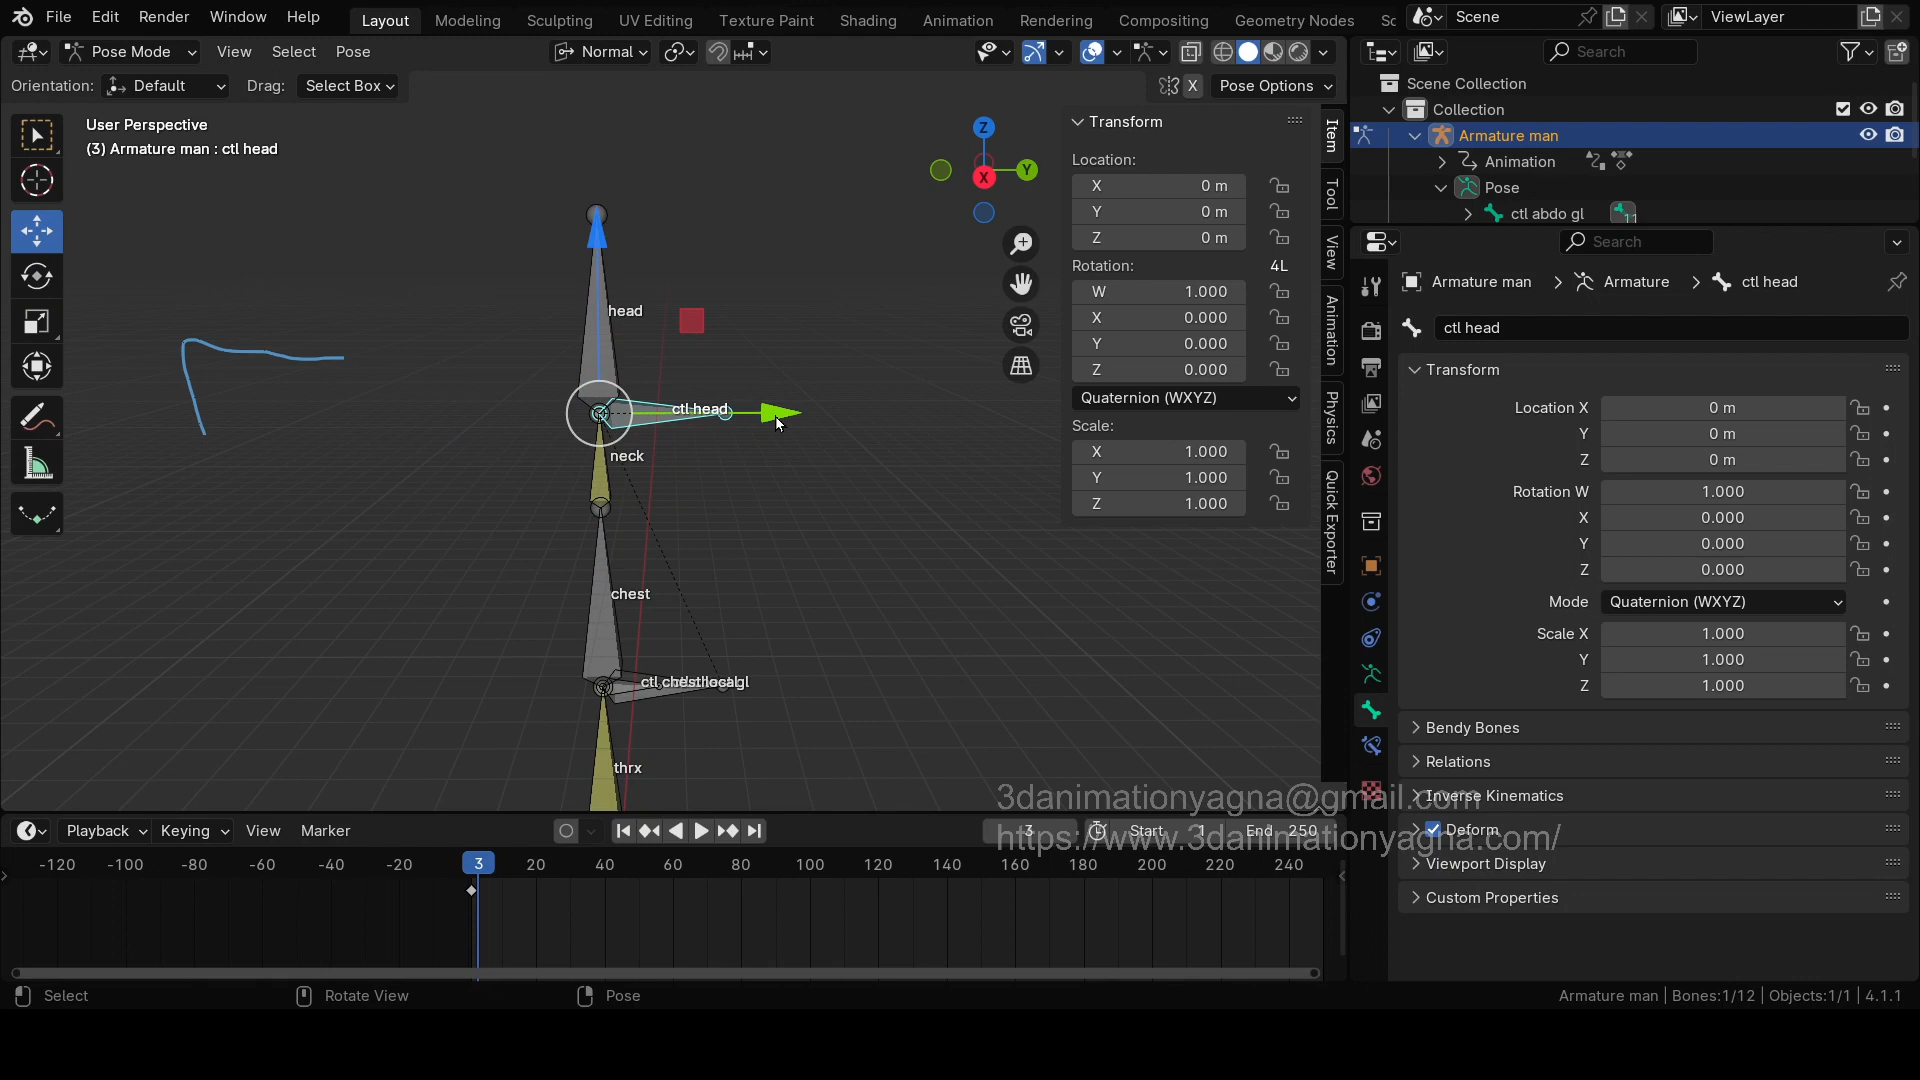 File Edit Render Window Help Layout Modeling Sculpting UV Editing Texture Paint Shading Animation Rendering Compositing Geometry Nodes Sc Scene ViewLayer
Pose Mode View Select Pose Normal Search
Orientation: Default Drag: Select Box X Pose Options
User Perspective
(3) Armature man : ctl head
Z
Y
X
head
ctl head
neck
chest
thrx
Transform
Location:
X 0 m
Y 0 m
Z 0 m
Rotation: 4L
W 1.000
X 0.000
Y 0.000
Z 0.000
Quaternion (WXYZ)
Scale:
X 1.000
Y 1.000
Z 1.000
Item
Tool
View
Animation
Physics
Quick Exporter
Scene Collection
Collection
Armature man
Animation
Pose
ctl abdo gl 11
Search
Armature man Armature ctl head
ctl head
Transform
Location X 0 m
Y 0 m
Z 0 m
Rotation W 1.000
X 0.000
Y 0.000
Z 0.000
Mode Quaternion (WXYZ)
Scale X 1.000
Y 1.000
Z 1.000
Bendy Bones
Relations
Inverse Kinematics
Deform
Viewport Display
Custom Properties
3danimationyagna@gmail.com
https://www.3danimationyagna.com/
Playback Keying View Marker 3 Start 1 End 250
-120 -100 -80 -60 -40 -20 3 20 40 60 80 100 120 140 160 180 200 220 240
Select Rotate View Pose Armature man | Bones:1/12 | Objects:1/1 | 4.1.1